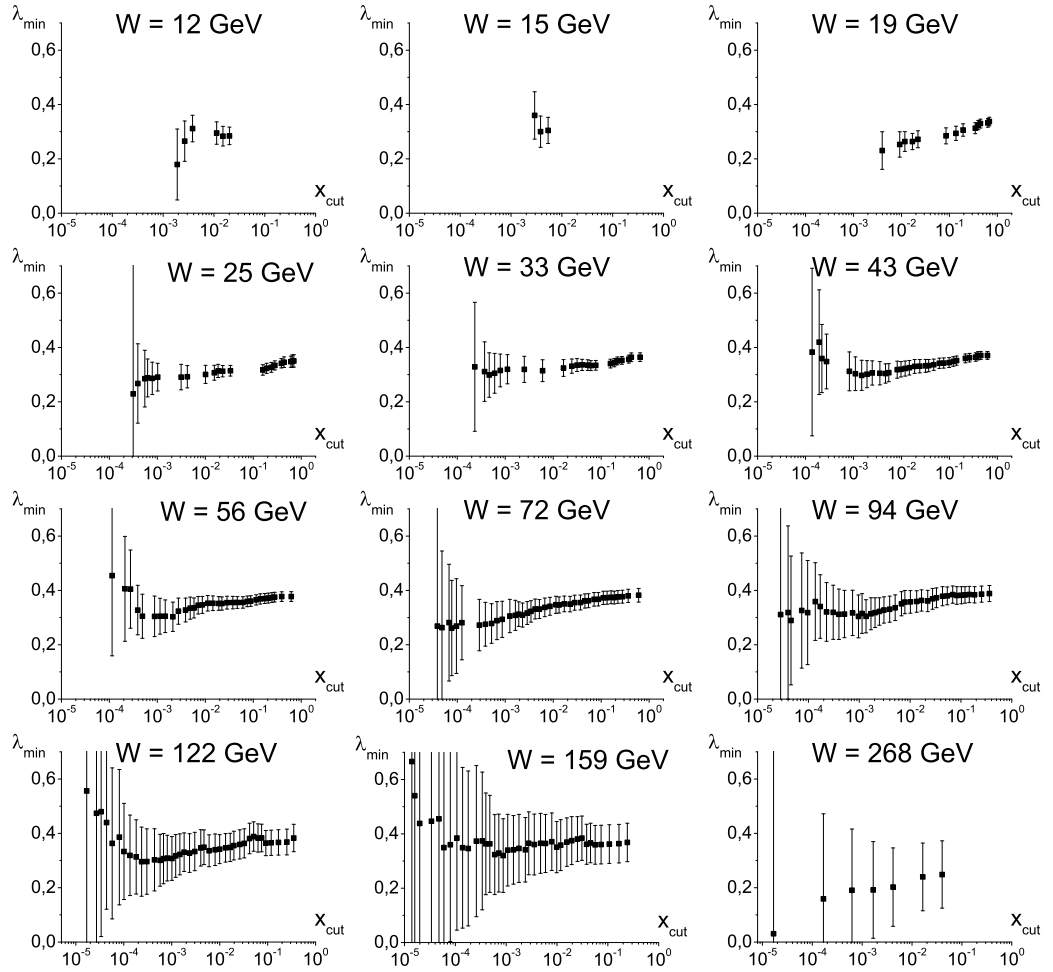 λmin W = 12 GeV
0,6
0,4
0,2
0,0
xcut
10-5 10-4 10-3 10-2 10-1 100
λmin W = 15 GeV
0,6
0,4
0,2
0,0
xcut
10-5 10-4 10-3 10-2 10-1 100
λmin W = 19 GeV
0,6
0,4
0,2
0,0
xcut
10-5 10-4 10-3 10-2 10-1 100
λmin W = 25 GeV
0,6
0,4
0,2
0,0
xcut
10-5 10-4 10-3 10-2 10-1 100
λmin W = 33 GeV
0,6
0,4
0,2
0,0
xcut
10-5 10-4 10-3 10-2 10-1 100
λmin W = 43 GeV
0,6
0,4
0,2
0,0
xcut
10-5 10-4 10-3 10-2 10-1 100
λmin W = 56 GeV
0,6
0,4
0,2
0,0
xcut
10-5 10-4 10-3 10-2 10-1 100
λmin W = 72 GeV
0,6
0,4
0,2
0,0
xcut
10-5 10-4 10-3 10-2 10-1 100
λmin W = 94 GeV
0,6
0,4
0,2
0,0
xcut
10-5 10-4 10-3 10-2 10-1 100
λmin W = 122 GeV
0,6
0,4
0,2
0,0
xcut
10-5 10-4 10-3 10-2 10-1 100
λmin W = 159 GeV
0,6
0,4
0,2
0,0
xcut
10-5 10-4 10-3 10-2 10-1 100
λmin W = 268 GeV
0,6
0,4
0,2
0,0
xcut
10-5 10-4 10-3 10-2 10-1 100